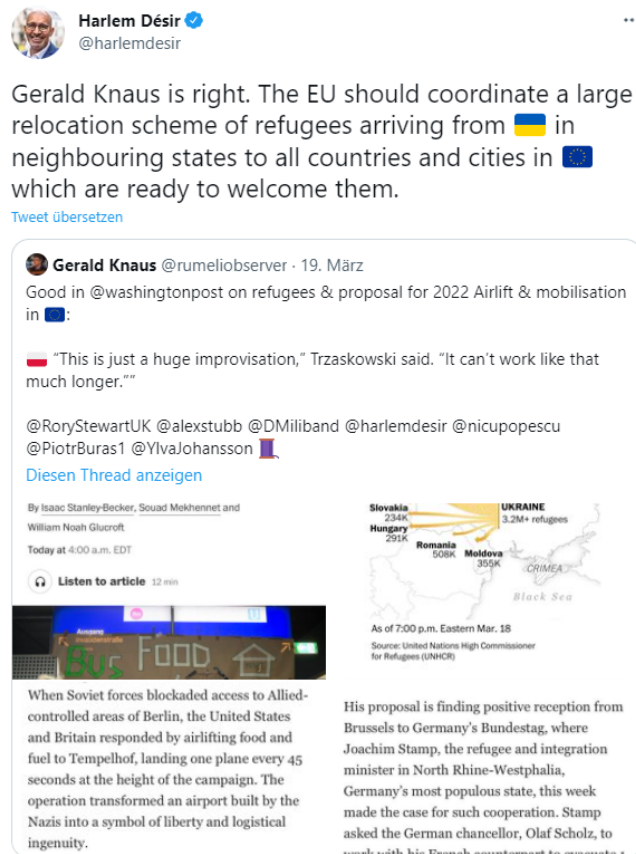 Harlem Désir
@harlemdesir
Gerald Knaus is right. The EU should coordinate a large
relocation scheme of refugees arriving from 🇺🇦 in
neighbouring states to all countries and cities in 🇪🇺
which are ready to welcome them.
Tweet übersetzen
Gerald Knaus @rumeliobserver · 19. März
Good in @washingtonpost on refugees & proposal for 2022 Airlift & mobilisation
in 🇪🇺:
🇵🇱 “This is just a huge improvisation,” Trzaskowski said. “It can’t work like that
much longer.””
@RoryStewartUK @alexstubb @DMiliband @harlemdesir @nicupopescu
@PiotrBuras1 @YlvaJohansson 🧵
Diesen Thread anzeigen
By Isaac Stanley-Becker, Souad Mekhennet and
William Noah Glucroft
Today at 4:00 a.m. EDT
Listen to article 12 min
Ausgang
BUS FOOD
When Soviet forces blockaded access to Allied-
controlled areas of Berlin, the United States
and Britain responded by airlifting food and
fuel to Tempelhof, landing one plane every 45
seconds at the height of the campaign. The
operation transformed an airport built by the
Nazis into a symbol of liberty and logistical
ingenuity.
Slovakia
234K
Hungary
291K
Romania
508K
Moldova
355K
UKRAINE
3.2M+ refugees
CRIMEA
Black Sea
As of 7:00 p.m. Eastern Mar. 18
Source: United Nations High Commissioner
for Refugees (UNHCR)
His proposal is finding positive reception from
Brussels to Germany’s Bundestag, where
Joachim Stamp, the refugee and integration
minister in North Rhine-Westphalia,
Germany’s most populous state, this week
made the case for such cooperation. Stamp
asked the German chancellor, Olaf Scholz, to
work with his French counterpart to evacuate